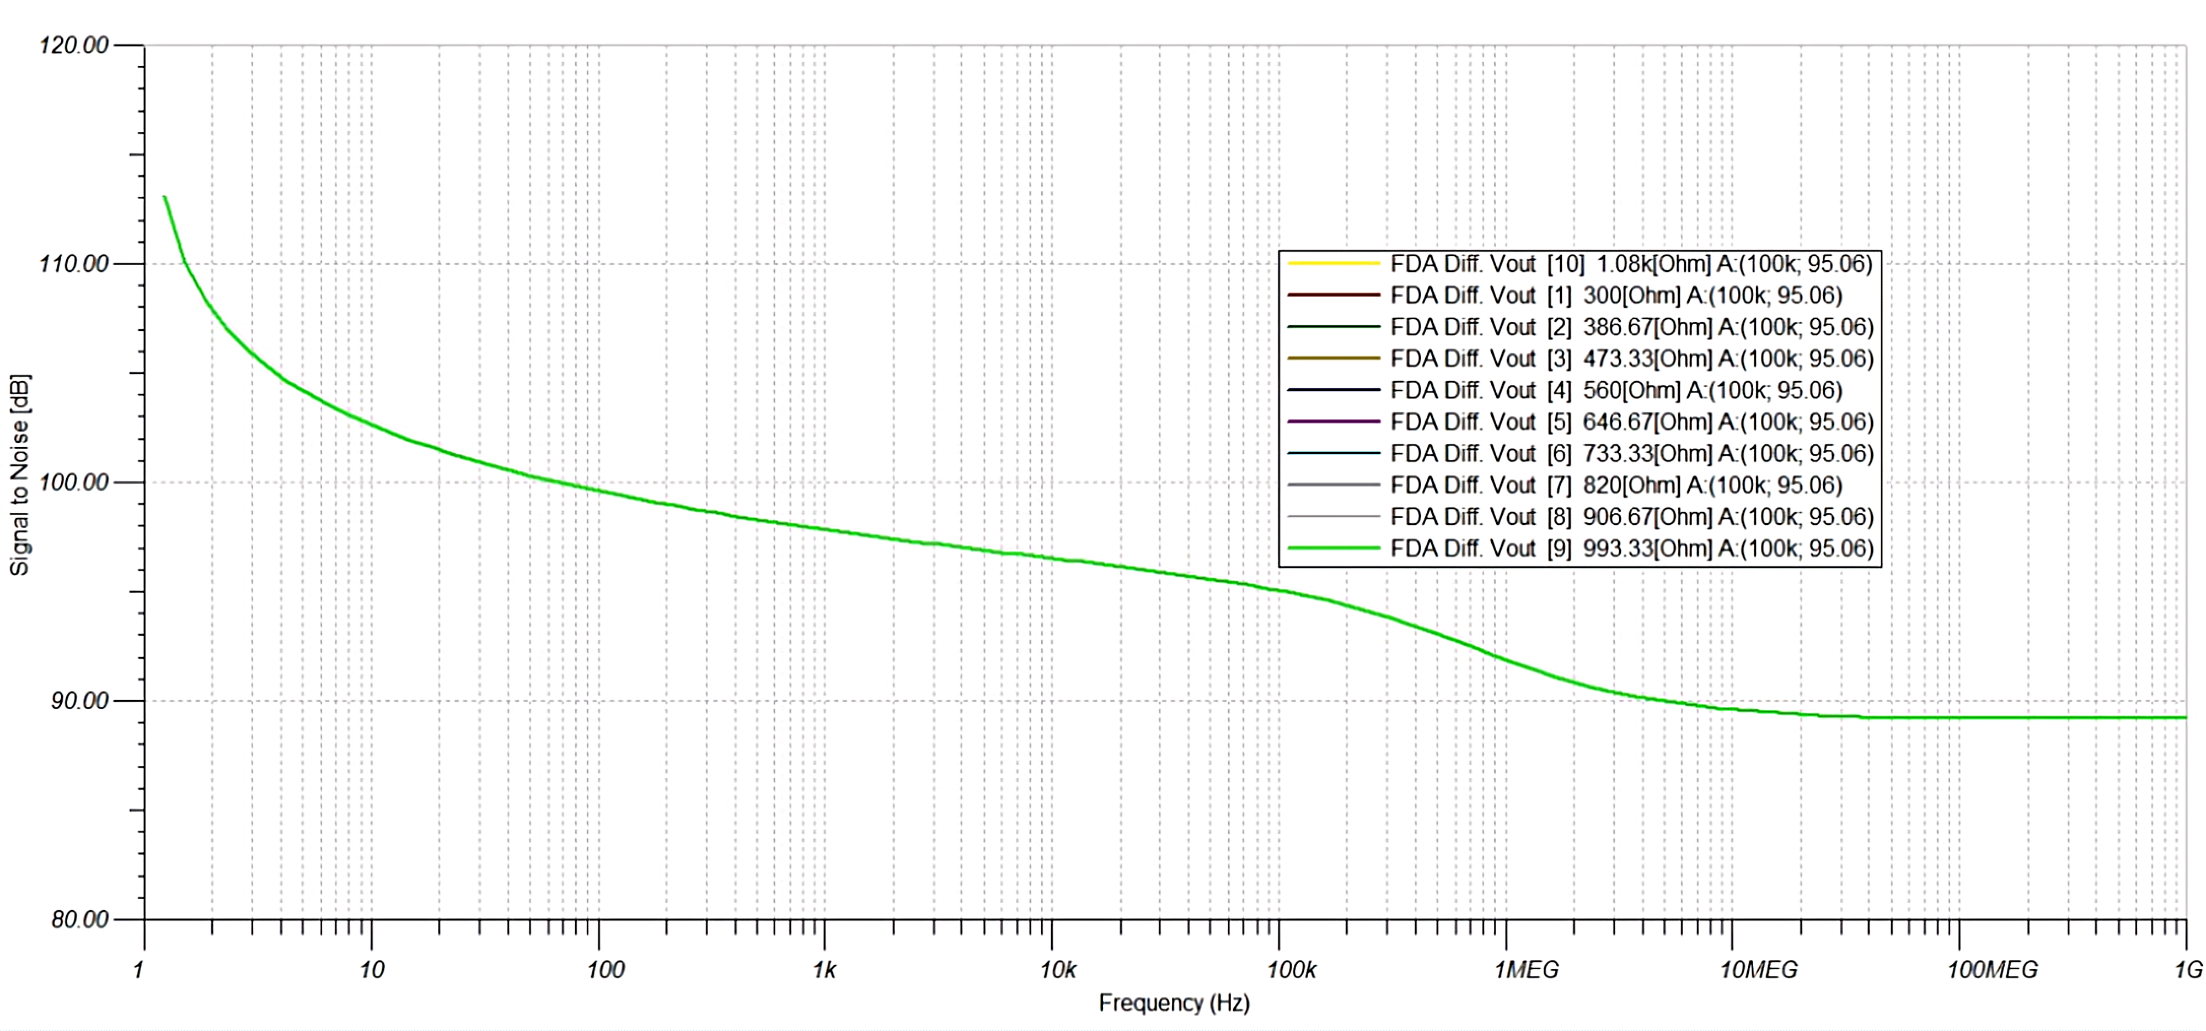 120.00
110.00
100.00
90.00
80.00
Signal to Noise [dB]
FDA Diff. Vout [10] 1.08k[Ohm] A:(100k; 95.06)
FDA Diff. Vout [1] 300[Ohm] A:(100k; 95.06)
FDA Diff. Vout [2] 386.67[Ohm] A:(100k; 95.06)
FDA Diff. Vout [3] 473.33[Ohm] A:(100k; 95.06)
FDA Diff. Vout [4] 560[Ohm] A:(100k; 95.06)
FDA Diff. Vout [5] 646.67[Ohm] A:(100k; 95.06)
FDA Diff. Vout [6] 733.33[Ohm] A:(100k; 95.06)
FDA Diff. Vout [7] 820[Ohm] A:(100k; 95.06)
FDA Diff. Vout [8] 906.67[Ohm] A:(100k; 95.06)
FDA Diff. Vout [9] 993.33[Ohm] A:(100k; 95.06)
1 10 100 1k 10k 100k 1MEG 10MEG 100MEG 1G
Frequency (Hz)